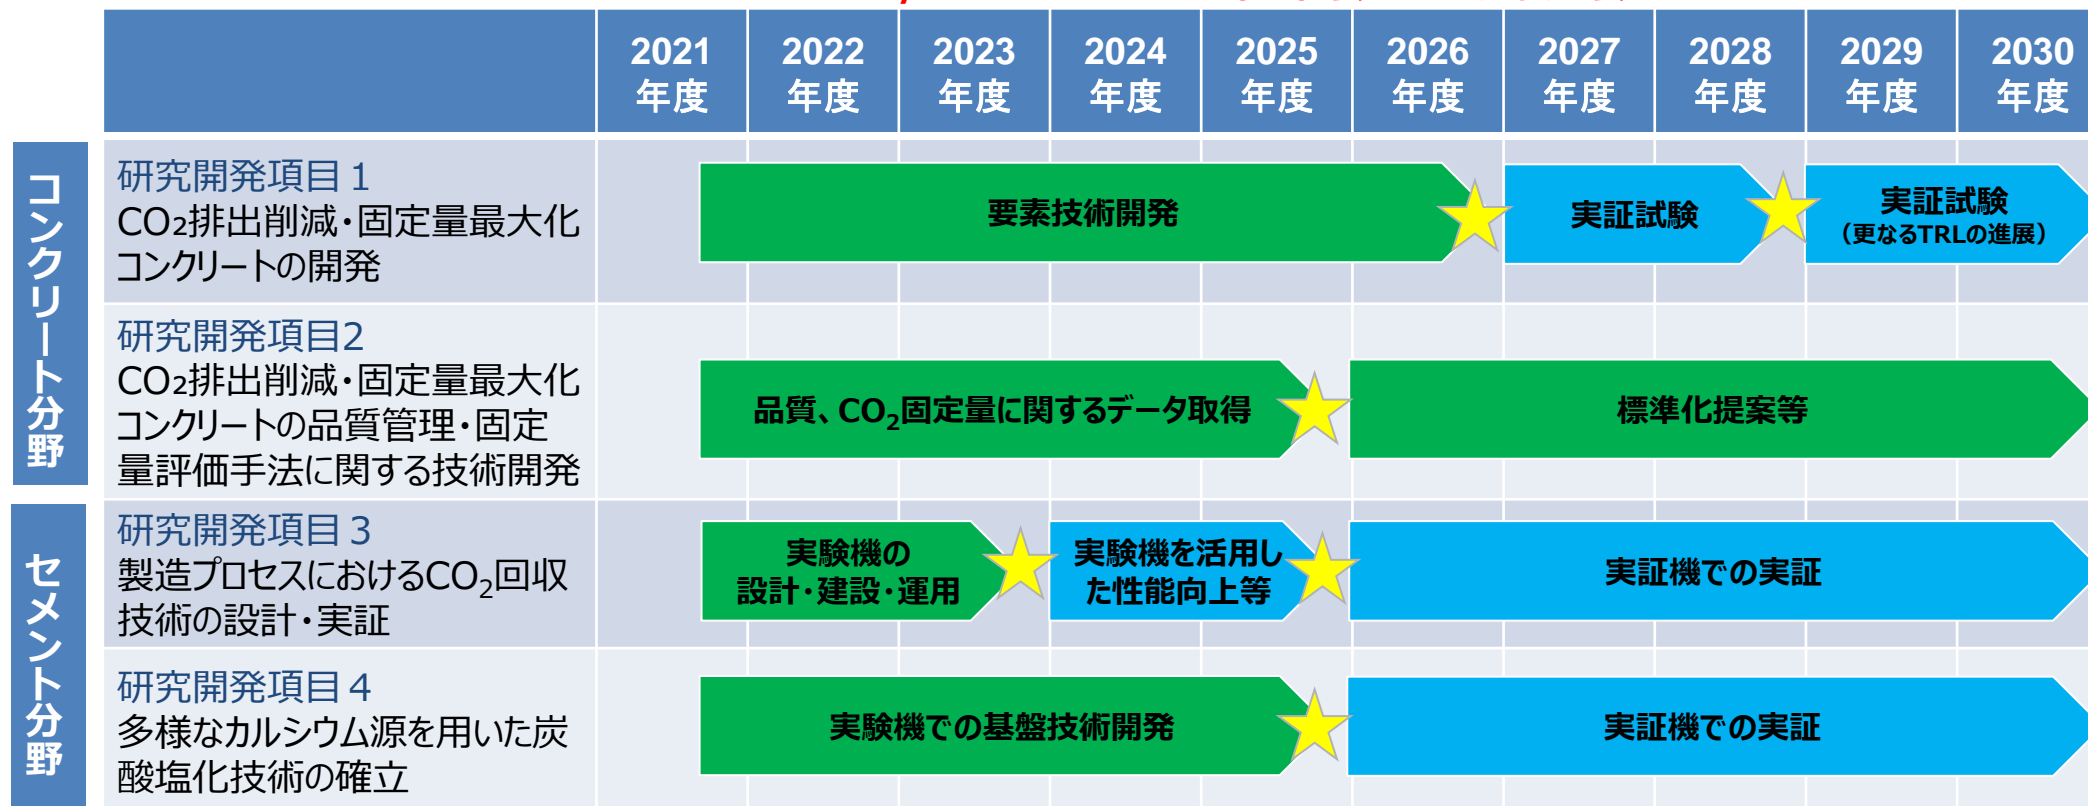 2021
年度
2022
年度
2023
年度
2024
年度
2025
年度
2026
年度
2027
年度
2028
年度
2029
年度
2030
年度
コンクリート分野
研究開発項目１
CO₂排出削減・固定量最大化
コンクリートの開発
要素技術開発
実証試験
実証試験
（更なるTRLの進展）
研究開発項目2
CO₂排出削減・固定量最大化
コンクリートの品質管理・固定
量評価手法に関する技術開発
品質、CO₂固定量に関するデータ取得
標準化提案等
セメント分野
研究開発項目３
製造プロセスにおけるCO₂回収
技術の設計・実証
実験機の
設計・建設・運用
実験機を活用し
た性能向上等
実証機での実証
研究開発項目４
多様なカルシウム源を用いた炭
酸塩化技術の確立
実験機での基盤技術開発
実証機での実証